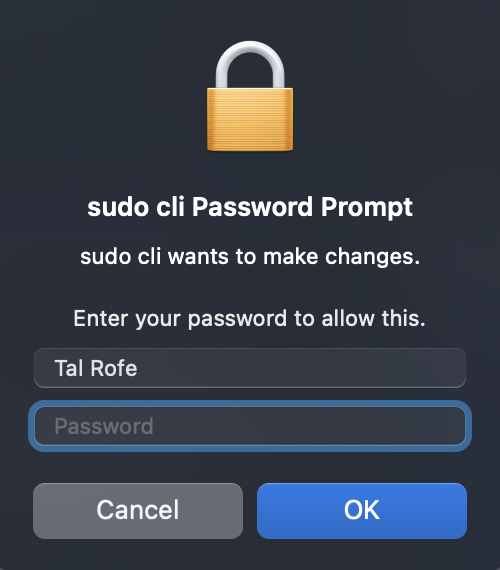 sudo cli Password Prompt
sudo cli wants to make changes.
Enter your password to allow this.
Tal Rofe
Password
Cancel
OK